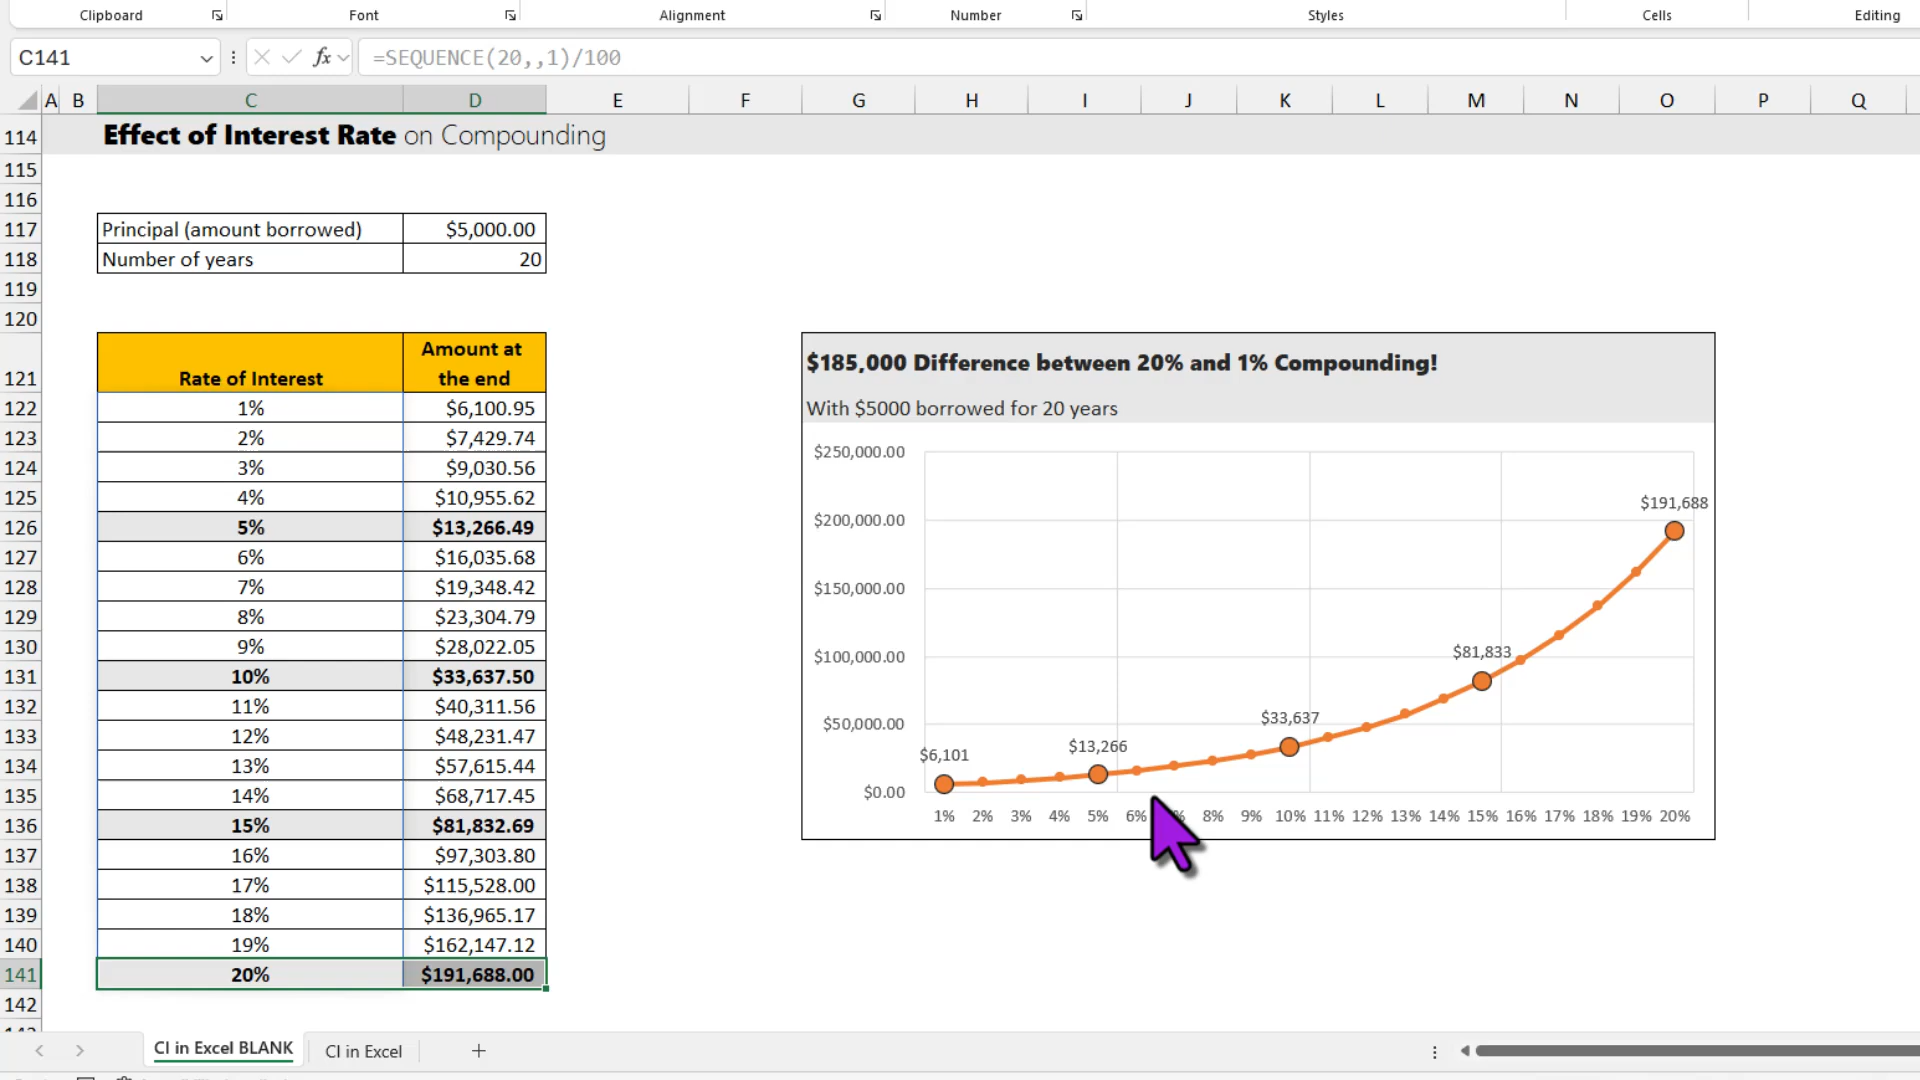 Clipboard Font Alignment Number Styles Cells Editing
C141 fx =SEQUENCE(20,,1)/100
A B C D E F G H I J K L M N O P Q
114 Effect of Interest Rate on Compounding
115
116
117 Principal (amount borrowed) $5,000.00
118 Number of years 20
119
120
Amount at
121 Rate of Interest the end
122 1% $6,100.95
123 2% $7,429.74
124 3% $9,030.56
125 4% $10,955.62
126 5% $13,266.49
127 6% $16,035.68
128 7% $19,348.42
129 8% $23,304.79
130 9% $28,022.05
131 10% $33,637.50
132 11% $40,311.56
133 12% $48,231.47
134 13% $57,615.44
135 14% $68,717.45
136 15% $81,832.69
137 16% $97,303.80
138 17% $115,528.00
139 18% $136,965.17
140 19% $162,147.12
141 20% $191,688.00
142
$185,000 Difference between 20% and 1% Compounding!
With $5000 borrowed for 20 years
$250,000.00
$191,688
$200,000.00
$150,000.00
$81,833
$100,000.00
$33,637
$50,000.00
$13,266
$6,101
$0.00
1% 2% 3% 4% 5% 6% 8% 9% 10% 11% 12% 13% 14% 15% 16% 17% 18% 19% 20%
CI in Excel BLANK CI in Excel